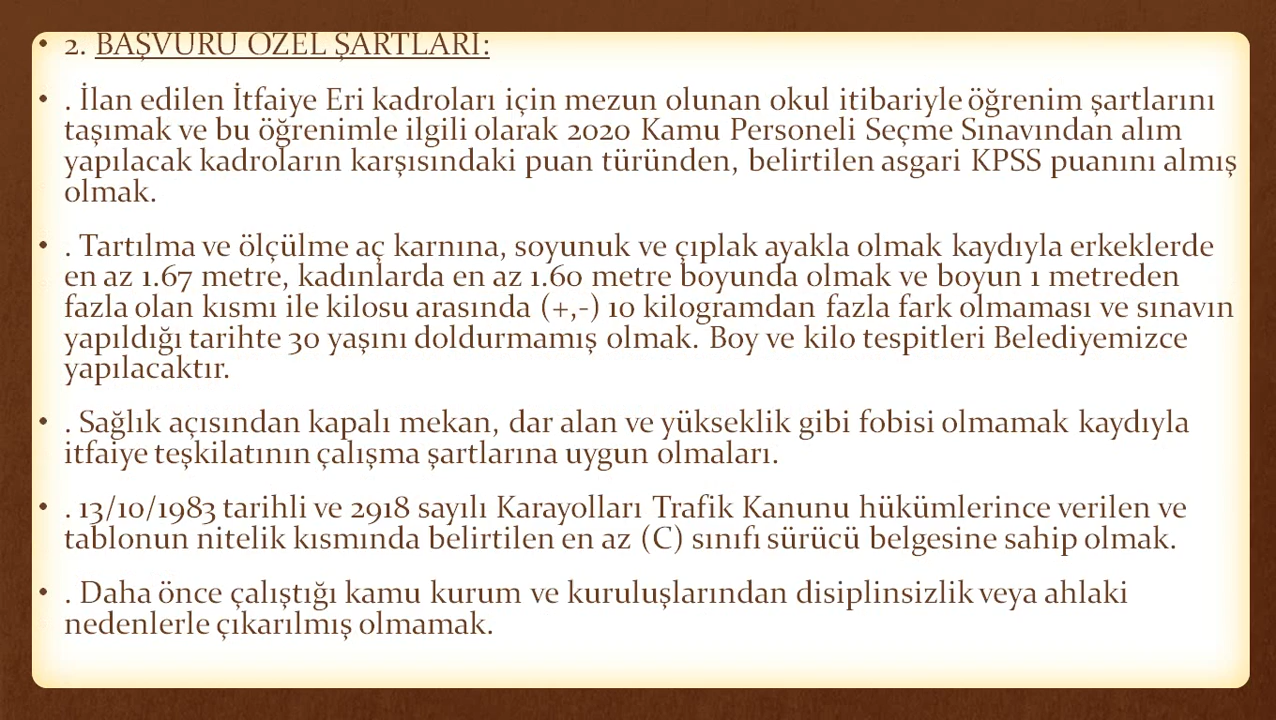 • 2. BAŞVURU ÖZEL ŞARTLARI:
• . İlan edilen İtfaiye Eri kadroları için mezun olunan okul itibariyle öğrenim şartlarını
taşımak ve bu öğrenimle ilgili olarak 2020 Kamu Personeli Seçme Sınavından alım
yapılacak kadroların karşısındaki puan türünden, belirtilen asgari KPSS puanını almış
olmak.
• . Tartılma ve ölçülme aç karnına, soyunuk ve çıplak ayakla olmak kaydıyla erkeklerde
en az 1.67 metre, kadınlarda en az 1.60 metre boyunda olmak ve boyun 1 metreden
fazla olan kısmı ile kilosu arasında (+,-) 10 kilogramdan fazla fark olmaması ve sınavın
yapıldığı tarihte 30 yaşını doldurmamış olmak. Boy ve kilo tespitleri Belediyemizce
yapılacaktır.
• . Sağlık açısından kapalı mekan, dar alan ve yükseklik gibi fobisi olmamak kaydıyla
itfaiye teşkilatının çalışma şartlarına uygun olmaları.
• . 13/10/1983 tarihli ve 2918 sayılı Karayolları Trafik Kanunu hükümlerince verilen ve
tablonun nitelik kısmında belirtilen en az (C) sınıfı sürücü belgesine sahip olmak.
• . Daha önce çalıştığı kamu kurum ve kuruluşlarından disiplinsizlik veya ahlaki
nedenlerle çıkarılmış olmamak.